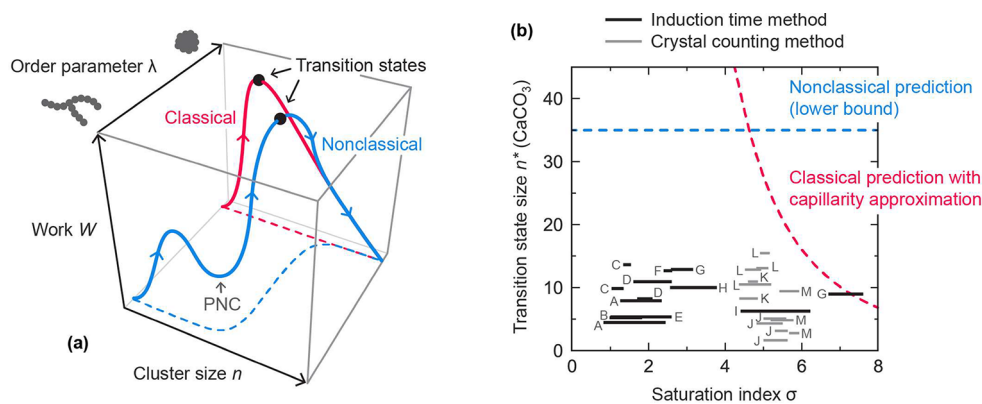 Order parameter λ
Transition states
Classical
Nonclassical
Work W
PNC
(a)
Cluster size n
(b)
Induction time method
Crystal counting method
Transition state size n* (CaCO3)
40
30
20
10
0
0
2
4
6
8
Saturation index σ
Nonclassical prediction
(lower bound)
Classical prediction with
capillarity approximation
C
F
G
D
C
H
D
A
B
E
A
L
L
L
K
L
M
K
G
I
J
M
J
J
M
J